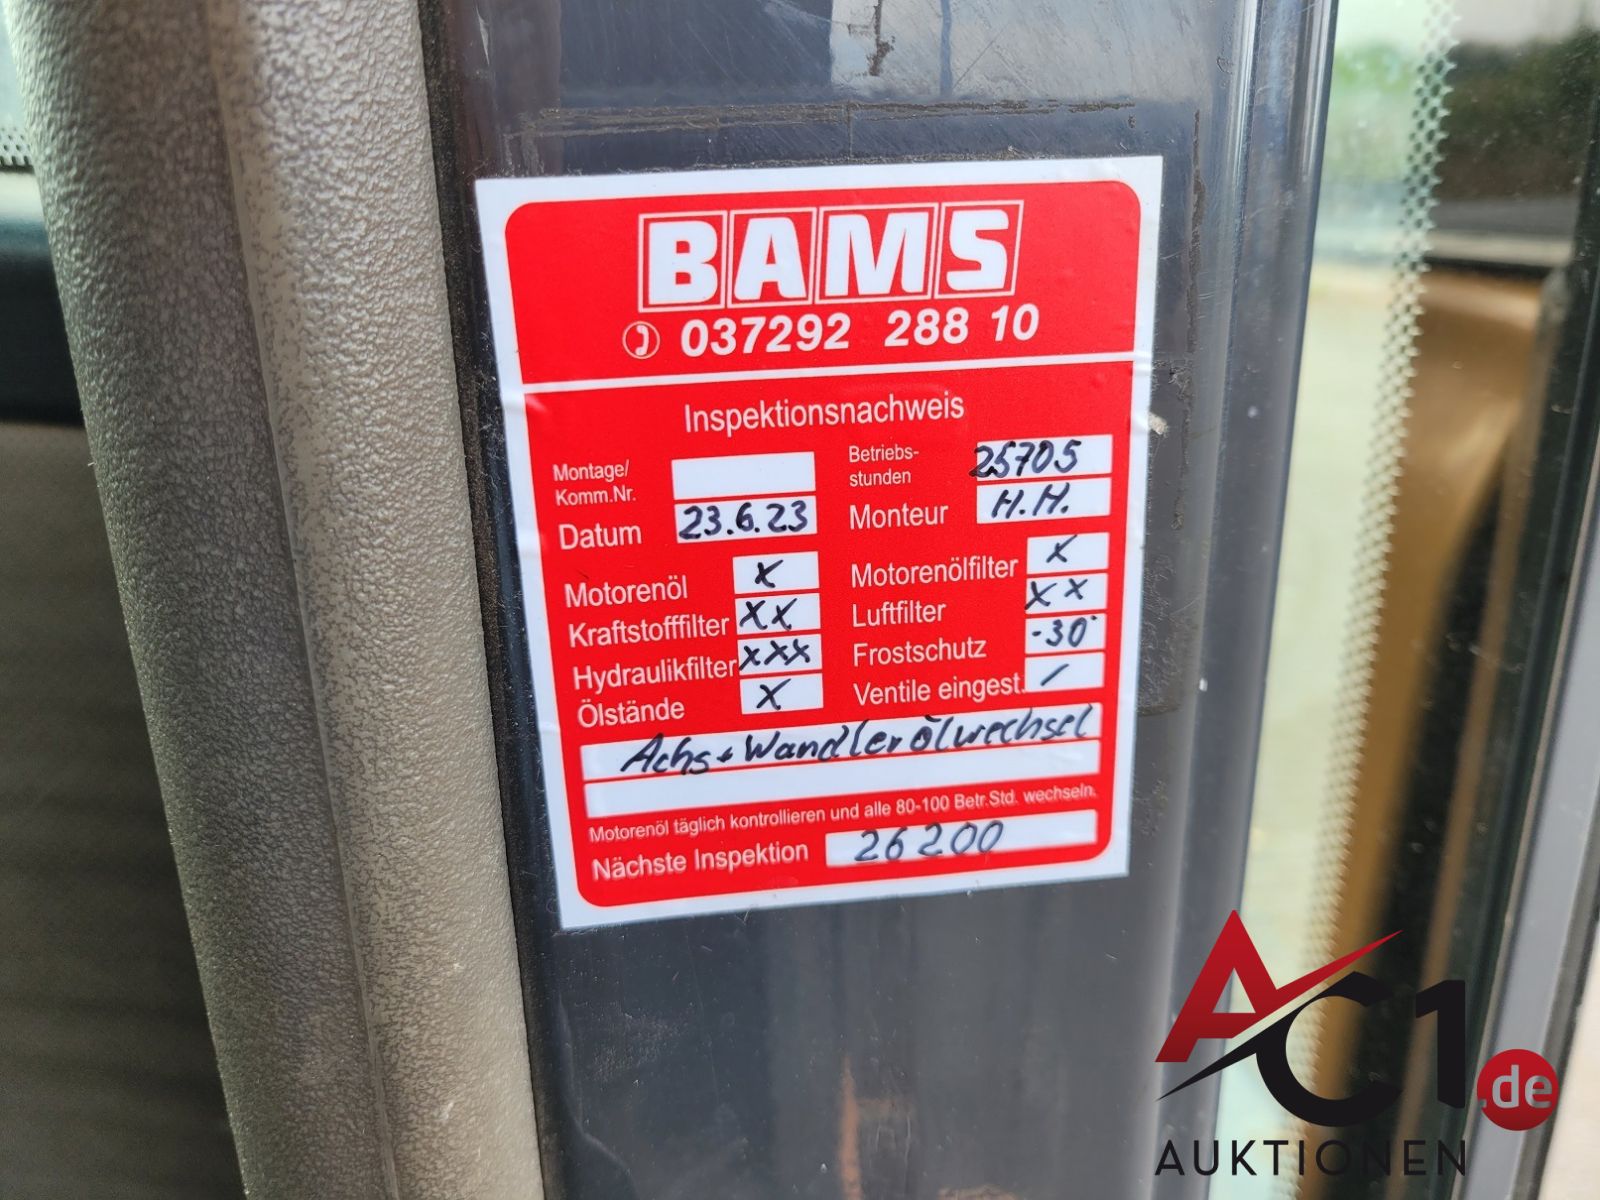 BAMS
037292 288 10
Inspektionsnachweis
Montage/
Komm.Nr.
Betriebs-
stunden 25705
Datum 23.6.23
Monteur H.H.
Motorenöl X
Motorenölfilter X
Kraftstofffilter XX
Luftfilter XX
Hydraulikfilter XXX
Frostschutz -30°
Ölstände X
Ventile eingest. /
Achs + Wandlerölwechsel
Motorenöl täglich kontrollieren und alle 80-100 Betr.Std. wechseln.
Nächste Inspektion 26200
AC1.de
AUKTIONEN